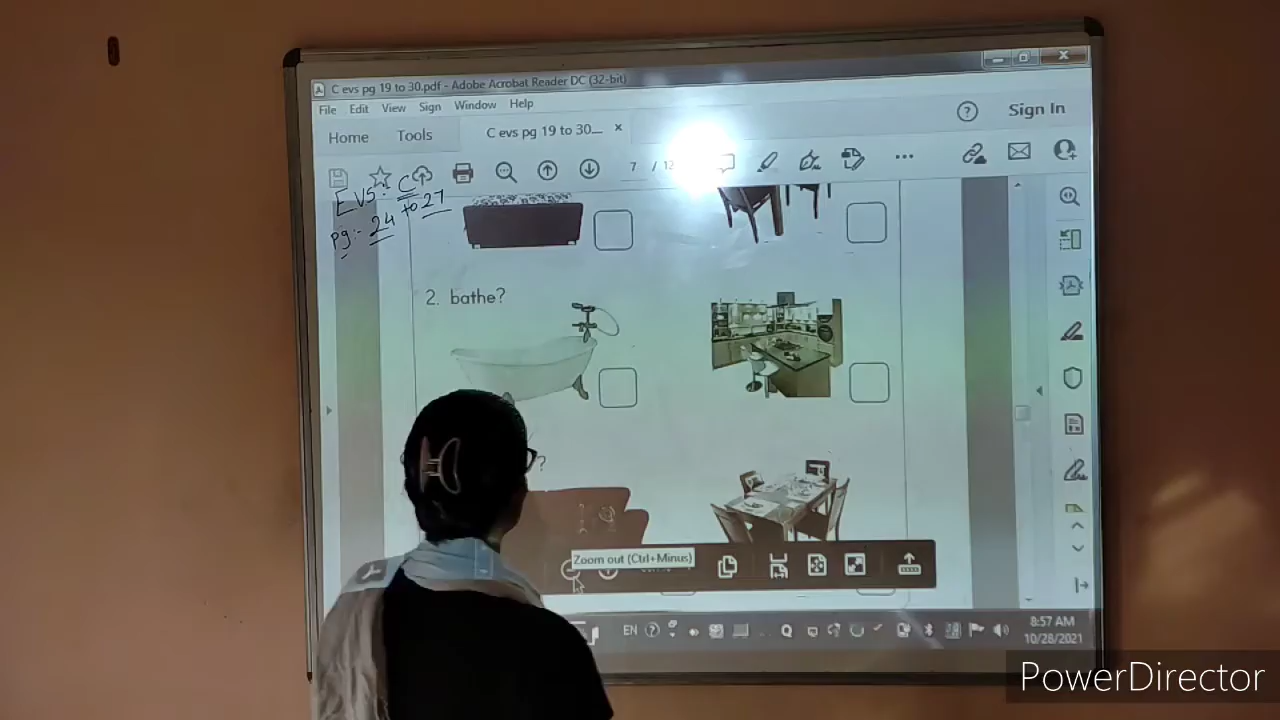 C evs pg 19 to 30.pdf - Adobe Acrobat Reader DC (32-bit)
File Edit View Sign Window Help
Home Tools C evs pg 19 to 30... × Sign In
7 / 12
EVS:- C
pg:- 24 to 27
2. bathe?
?
Zoom out (Ctrl+Minus)
EN
8:57 AM
10/28/2021
PowerDirector